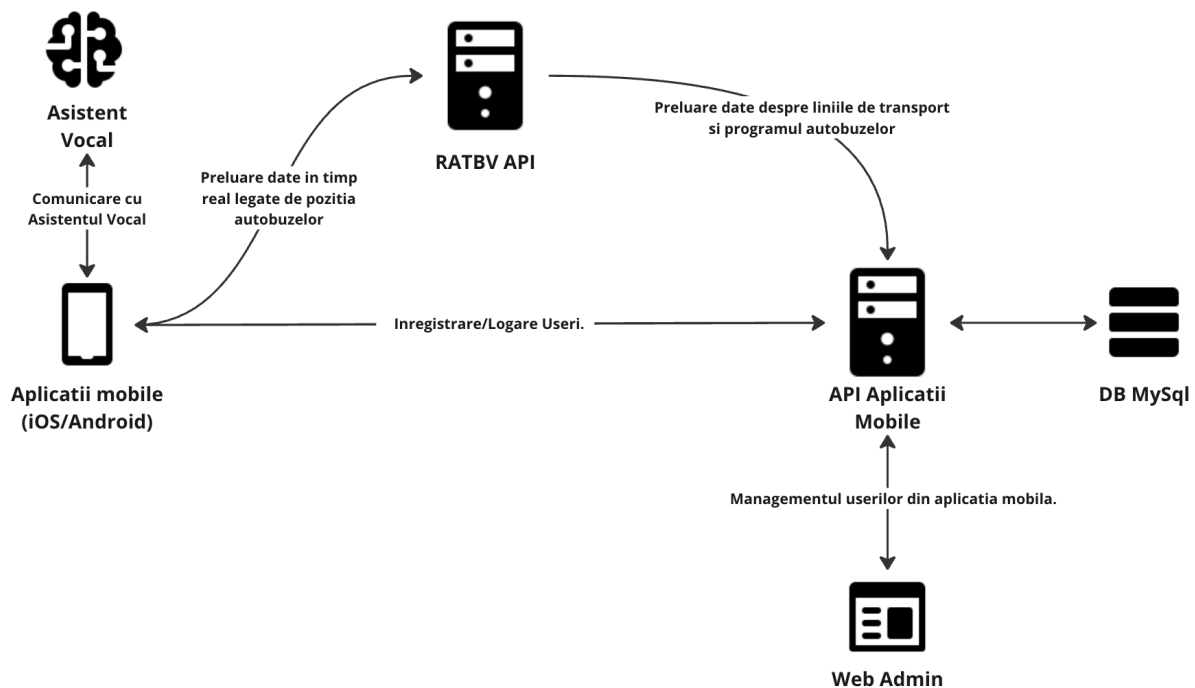 Asistent
Vocal
RATBV API
Preluare date despre liniile de transport
si programul autobuzelor
Preluare date in timp
real legate de pozitia
autobuzelor
Comunicare cu
Asistentul Vocal
Inregistrare/Logare Useri.
Aplicatii mobile
(iOS/Android)
API Aplicatii
Mobile
DB MySql
Managementul userilor din aplicatia mobila.
Web Admin